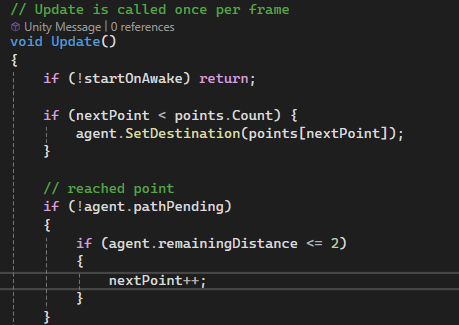 // Update is called once per frame
Unity Message | 0 references
void Update()
{
if (!startOnAwake) return;
if (nextPoint < points.Count) {
agent.SetDestination(points[nextPoint]);
}
// reached point
if (!agent.pathPending)
{
if (agent.remainingDistance <= 2)
{
nextPoint++;
}
}